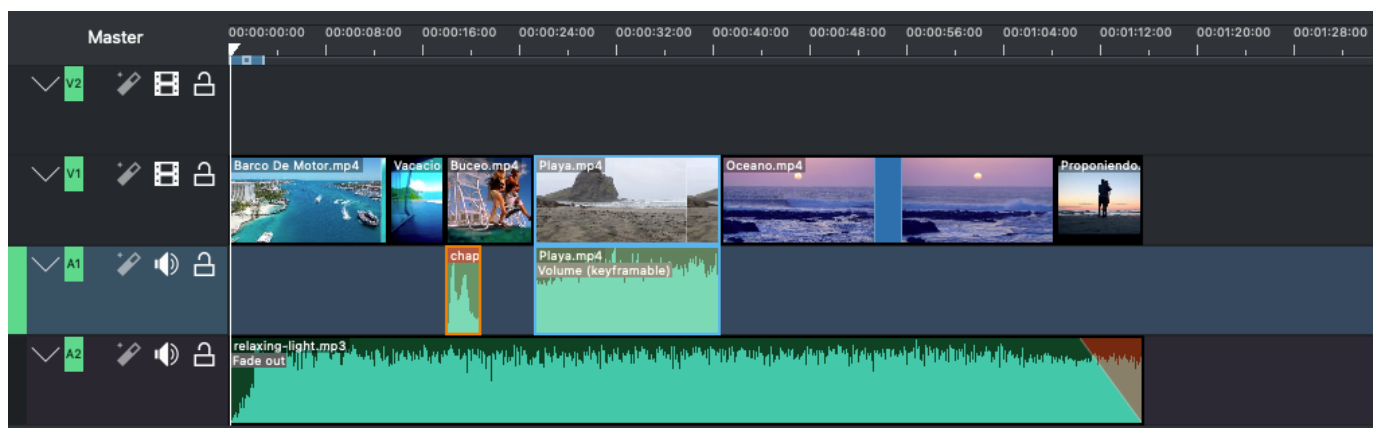 Master
00:00:00:00 00:00:08:00 00:00:16:00 00:00:24:00 00:00:32:00 00:00:40:00 00:00:48:00 00:00:56:00 00:01:04:00 00:01:12:00 00:01:20:00 00:01:28:00
V2
V1
Barco De Motor.mp4 Vacacio Buceo.mp4 Playa.mp4 Oceano.mp4 Proponiendo.
A1
chap Playa.mp4
Volume (keyframable)
A2
relaxing-light.mp3
Fade out